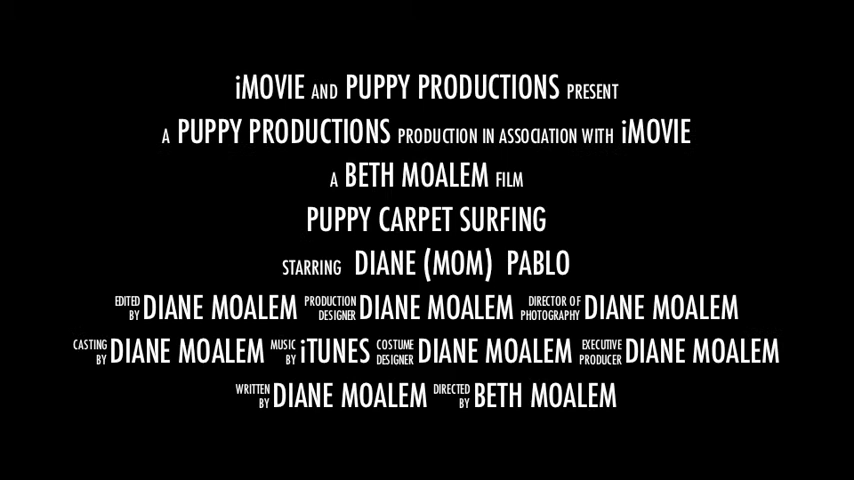 iMOVIE AND PUPPY PRODUCTIONS PRESENT
A PUPPY PRODUCTIONS PRODUCTION IN ASSOCIATION WITH iMOVIE
A BETH MOALEM FILM
PUPPY CARPET SURFING
STARRING DIANE (MOM) PABLO
EDITED BY DIANE MOALEM PRODUCTION DESIGNER DIANE MOALEM DIRECTOR OF PHOTOGRAPHY DIANE MOALEM
CASTING BY DIANE MOALEM MUSIC BY iTUNES COSTUME DESIGNER DIANE MOALEM EXECUTIVE PRODUCER DIANE MOALEM
WRITTEN BY DIANE MOALEM DIRECTED BY BETH MOALEM